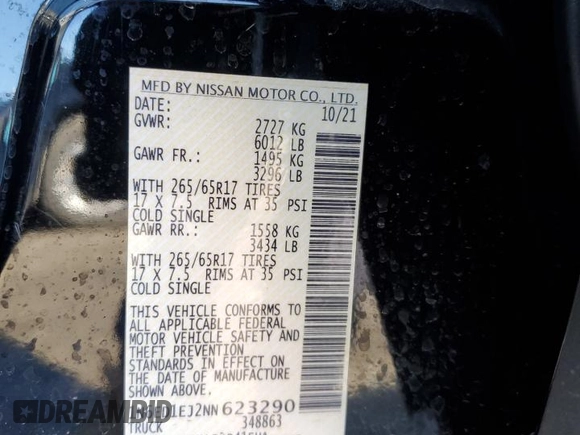 MFD BY NISSAN MOTOR CO., LTD.
DATE: 10/21
GVWR: 2727 KG
6012 LB
GAWR FR.: 1495 KG
3296 LB
WITH 265/65R17 TIRES
17 X 7.5 RIMS AT 35 PSI
COLD SINGLE
GAWR RR.: 1558 KG
3434 LB
WITH 265/65R17 TIRES
17 X 7.5 RIMS AT 35 PSI
COLD SINGLE
THIS VEHICLE CONFORMS TO
ALL APPLICABLE FEDERAL
MOTOR VEHICLE SAFETY AND
THEFT PREVENTION
STANDARDS IN EFFECT ON
THE DATE OF MANUFACTURE
SHOWN ABOVE.
1EJ2NN623290
TRUCK 348863
RECARDATA.COM